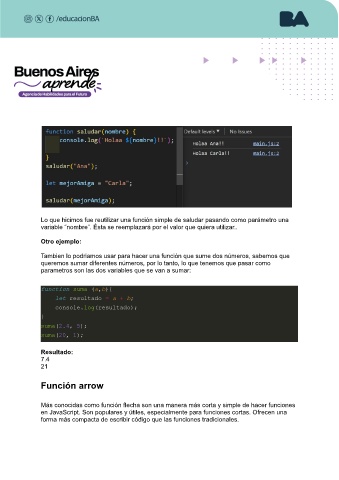 /educacionBA
BA
Buenos Aires
aprende
Agencia de Habilidades para el Futuro
function saludar(nombre) {
console.log(`Holaa ${nombre}!!`);
}
saludar("Ana");
let mejorAmiga = "Carla";
saludar(mejorAmiga);
Default levels ▼ | No Issues
Holaa Ana!! main.js:2
Holaa Carla!! main.js:2
>
Lo que hicimos fue reutilizar una función simple de saludar pasando como parámetro una
variable "nombre". Ésta se reemplazará por el valor que quiera utilizar.
Otro ejemplo:
Tambien lo podriamos usar para hacer una función que sume dos números, sabemos que
queremos sumar diferentes números, por lo tanto, lo que tenemos que pasar como
parametros son las dos variables que se van a sumar:
function suma (a,b){
let resultado = a + b;
console.log(resultado);
}
suma(2.4, 5);
suma(20, 1);
Resultado:
7.4
21
Función arrow
Más conocidas como función flecha son una manera más corta y simple de hacer funciones
en JavaScript. Son populares y útiles, especialmente para funciones cortas. Ofrecen una
forma más compacta de escribir código que las funciones tradicionales.